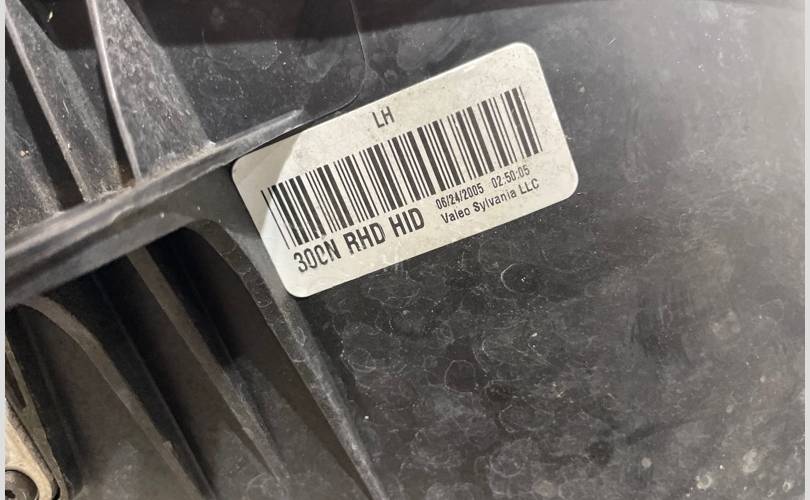 LH
06/24/2005 02:50:05
300N RHD HID
Valeo Sylvania LLC